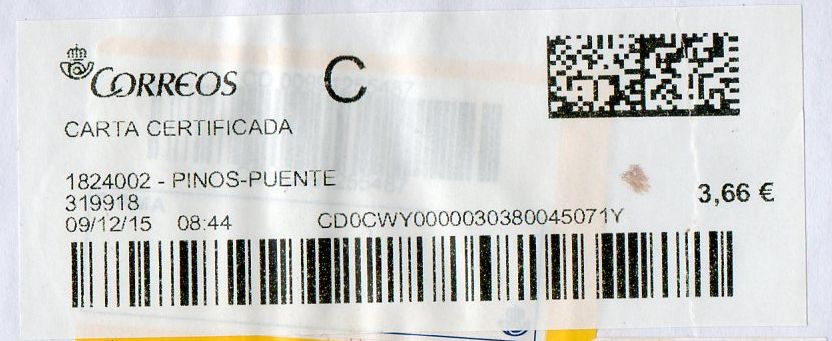 CORREOS C
CARTA CERTIFICADA
1824002 - PINOS-PUENTE
319918
3,66 €
09/12/15 08:44 CD0CWY0000030380045071Y